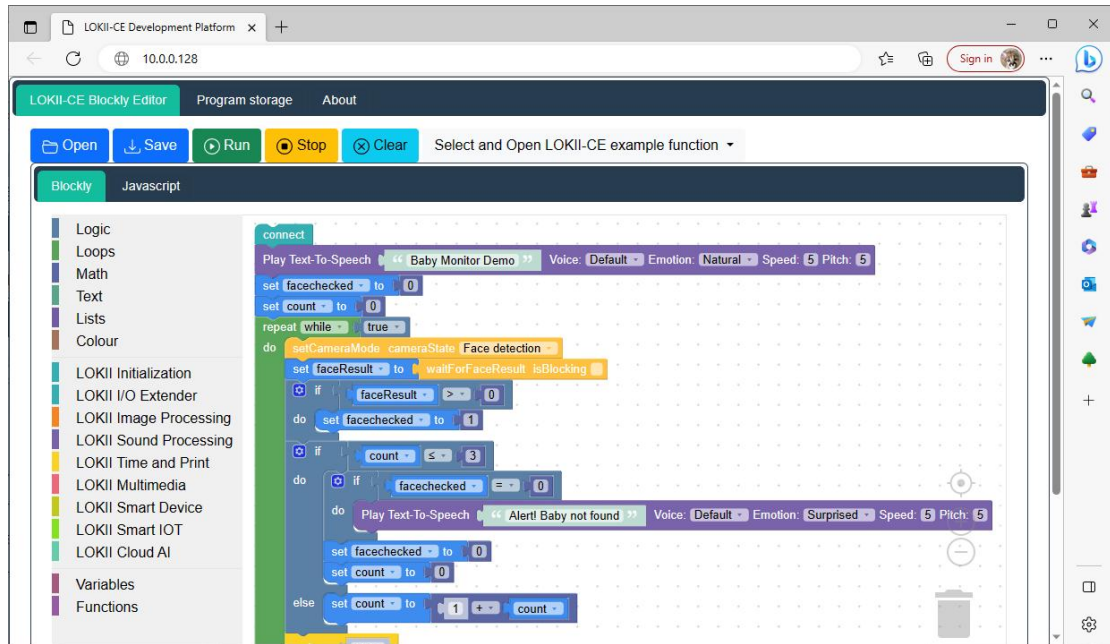 LOKII-CE Development Platform
10.0.0.128
Sign in
LOKII-CE Blockly Editor Program storage About
Open Save Run Stop Clear Select and Open LOKII-CE example function
Blockly Javascript
Logic
Loops
Math
Text
Lists
Colour
LOKII Initialization
LOKII I/O Extender
LOKII Image Processing
LOKII Sound Processing
LOKII Time and Print
LOKII Multimedia
LOKII Smart Device
LOKII Smart IOT
LOKII Cloud AI
Variables
Functions
connect
Play Text-To-Speech “ Baby Monitor Demo ” Voice: Default Emotion: Natural Speed: 5 Pitch: 5
set facechecked to 0
set count to 0
repeat while true
do setCameraMode cameraState Face detection
set faceResult to waitForFaceResult isBlocking
if faceResult > 0
do set facechecked to 1
if count ≤ 3
do if facechecked = 0
do Play Text-To-Speech “ Alert! Baby not found ” Voice: Default Emotion: Surprised Speed: 5 Pitch: 5
set facechecked to 0
set count to 0
else set count to 1 + count